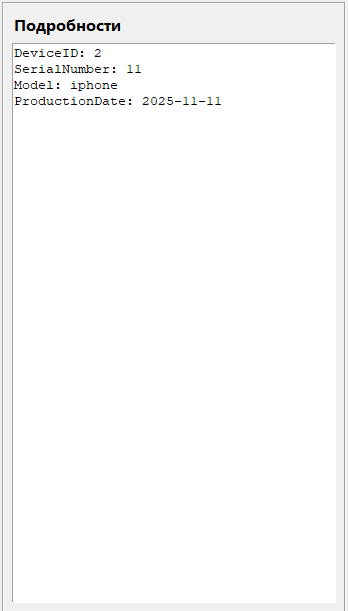 Подробности
DeviceID: 2
SerialNumber: 11
Model: iphone
ProductionDate: 2025-11-11